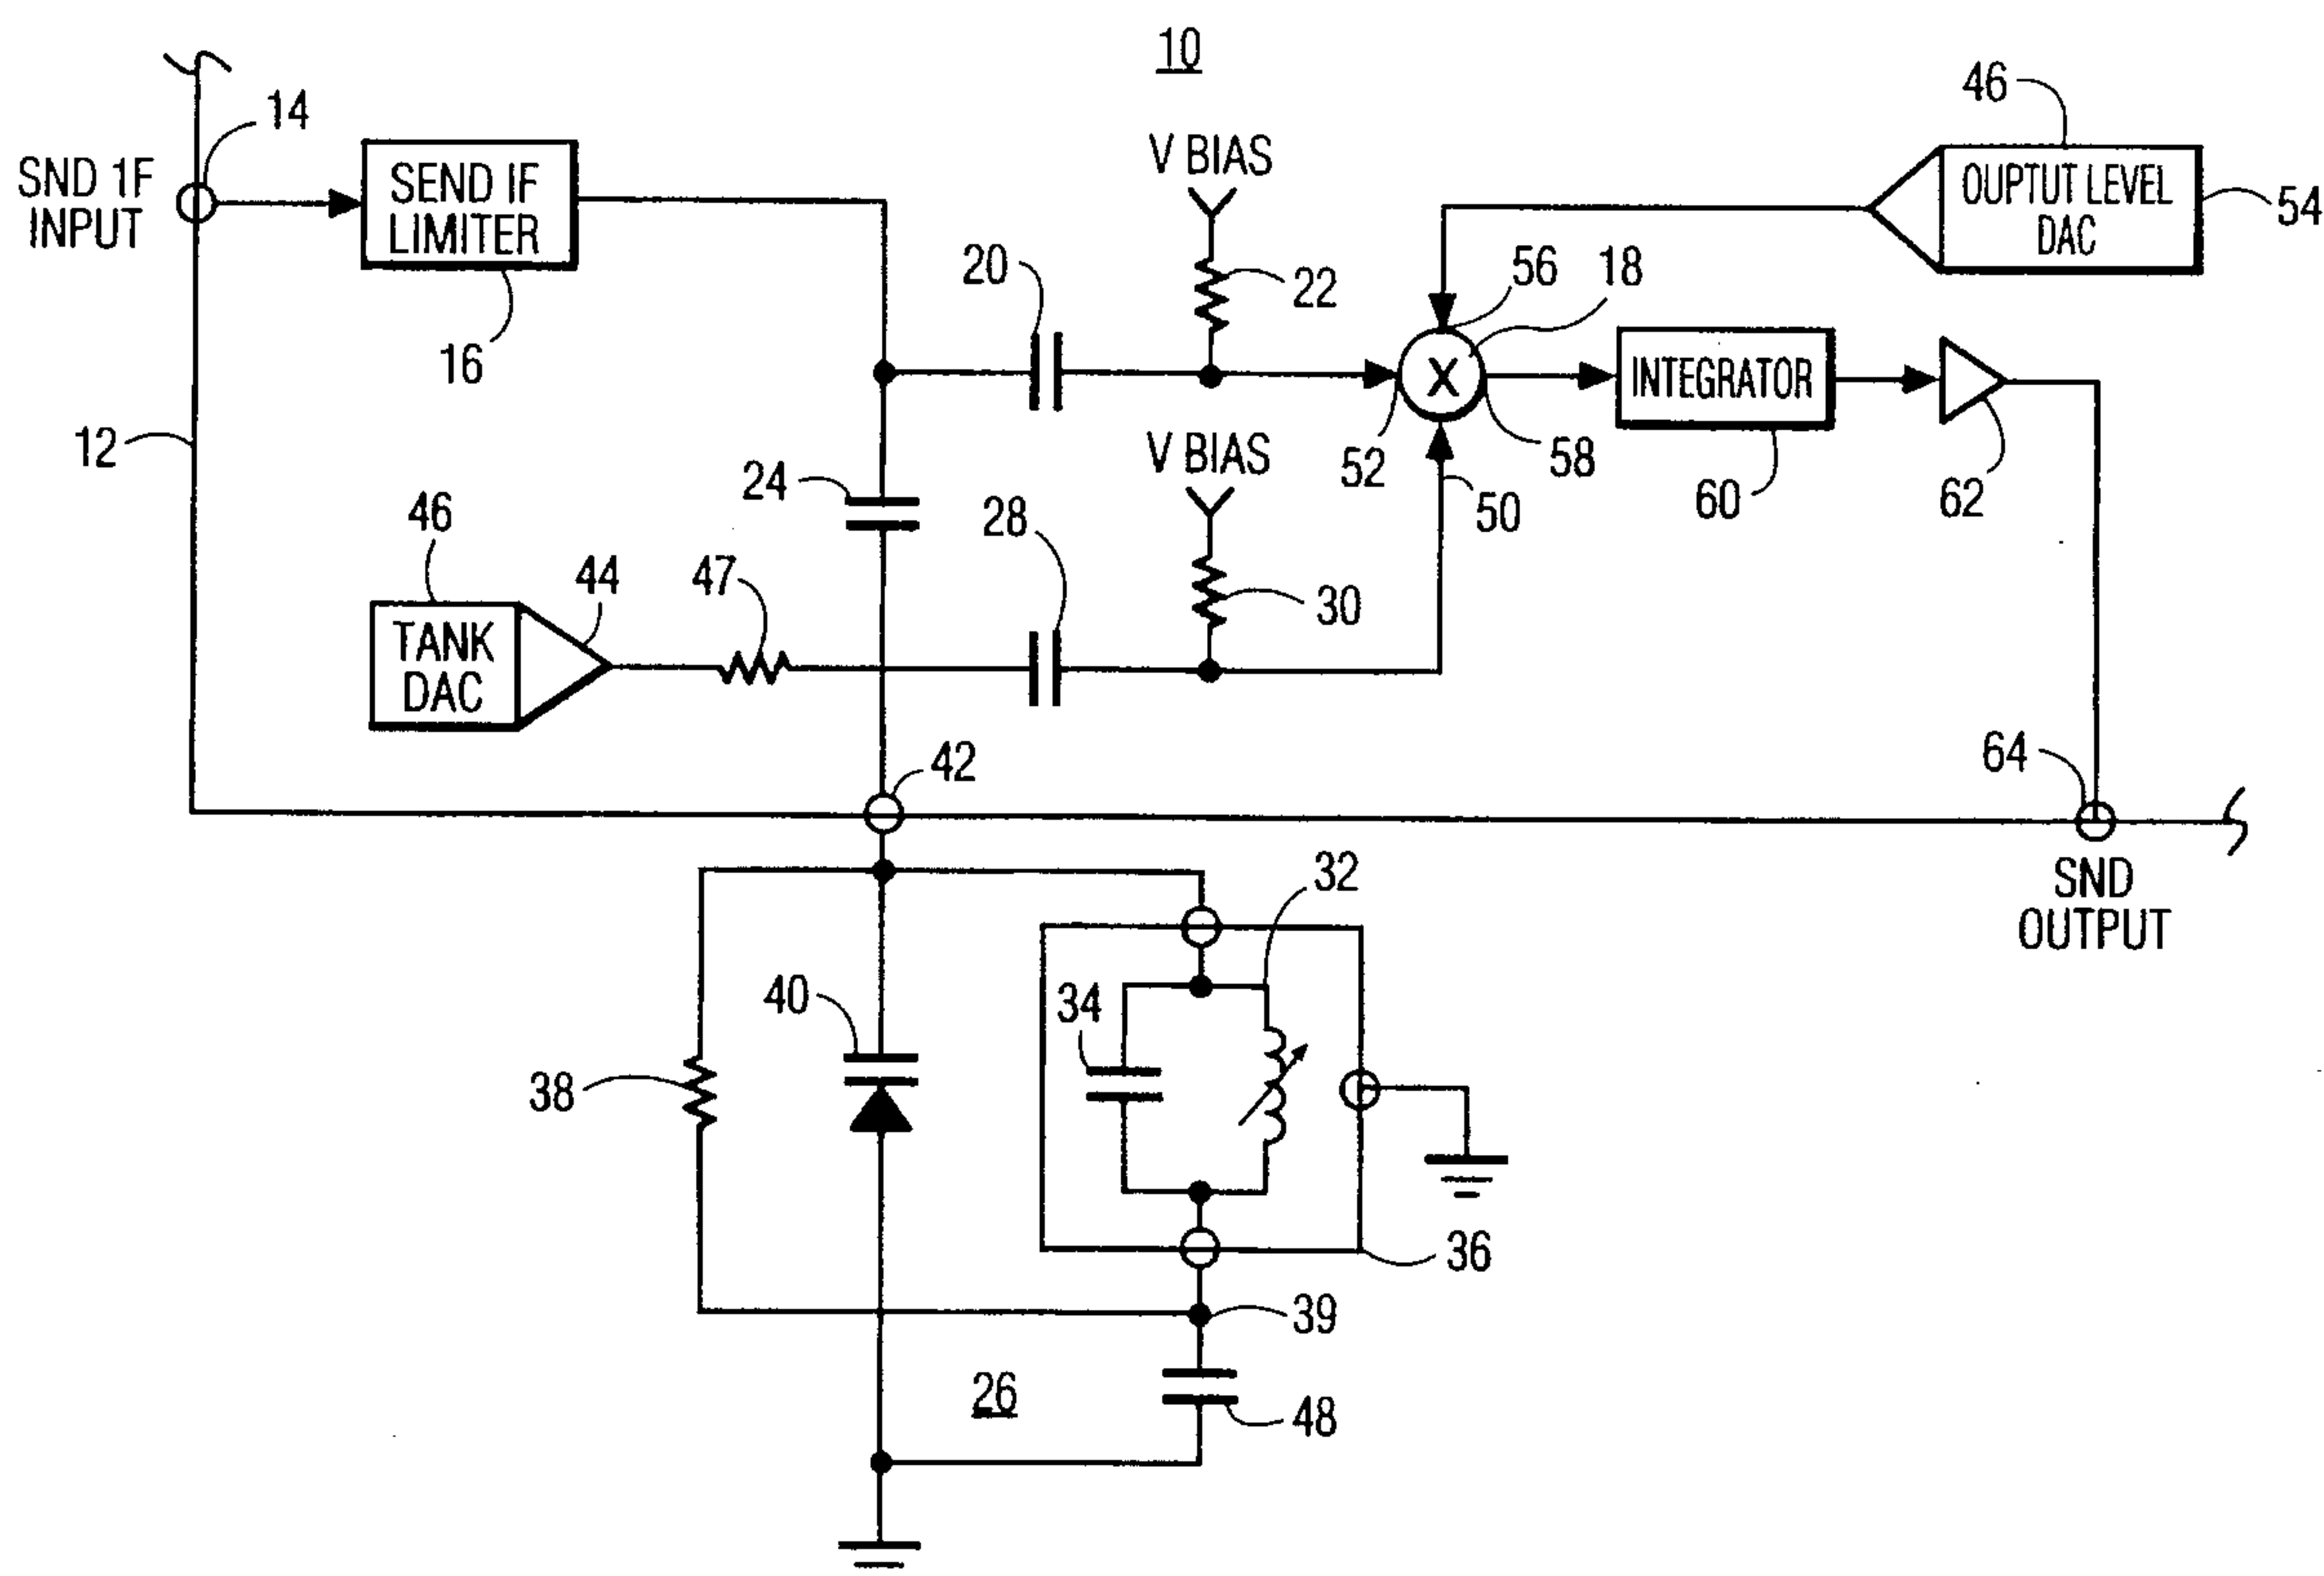 10
46
14
V BIAS
SND 1F
INPUT
SEND IF
LIMITER
OUPTUT LEVEL
DAC
54
20
22
56
18
16
X
INTEGRATOR
12
V BIAS
52
58
24
50
60
62
46
28
44
47
30
TANK
DAC
42
64
32
SND
OUTPUT
40
34
38
36
39
26
48